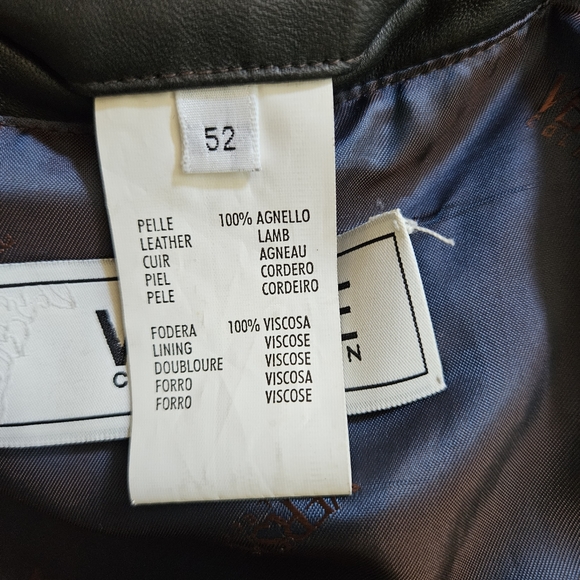 52
PELLE 100% AGNELLO
LEATHER LAMB
CUIR AGNEAU
PIEL CORDERO
PELE CORDEIRO
FODERA 100% VISCOSA
LINING VISCOSE
DOUBLOURE VISCOSE
FORRO VISCOSA
FORRO VISCOSE